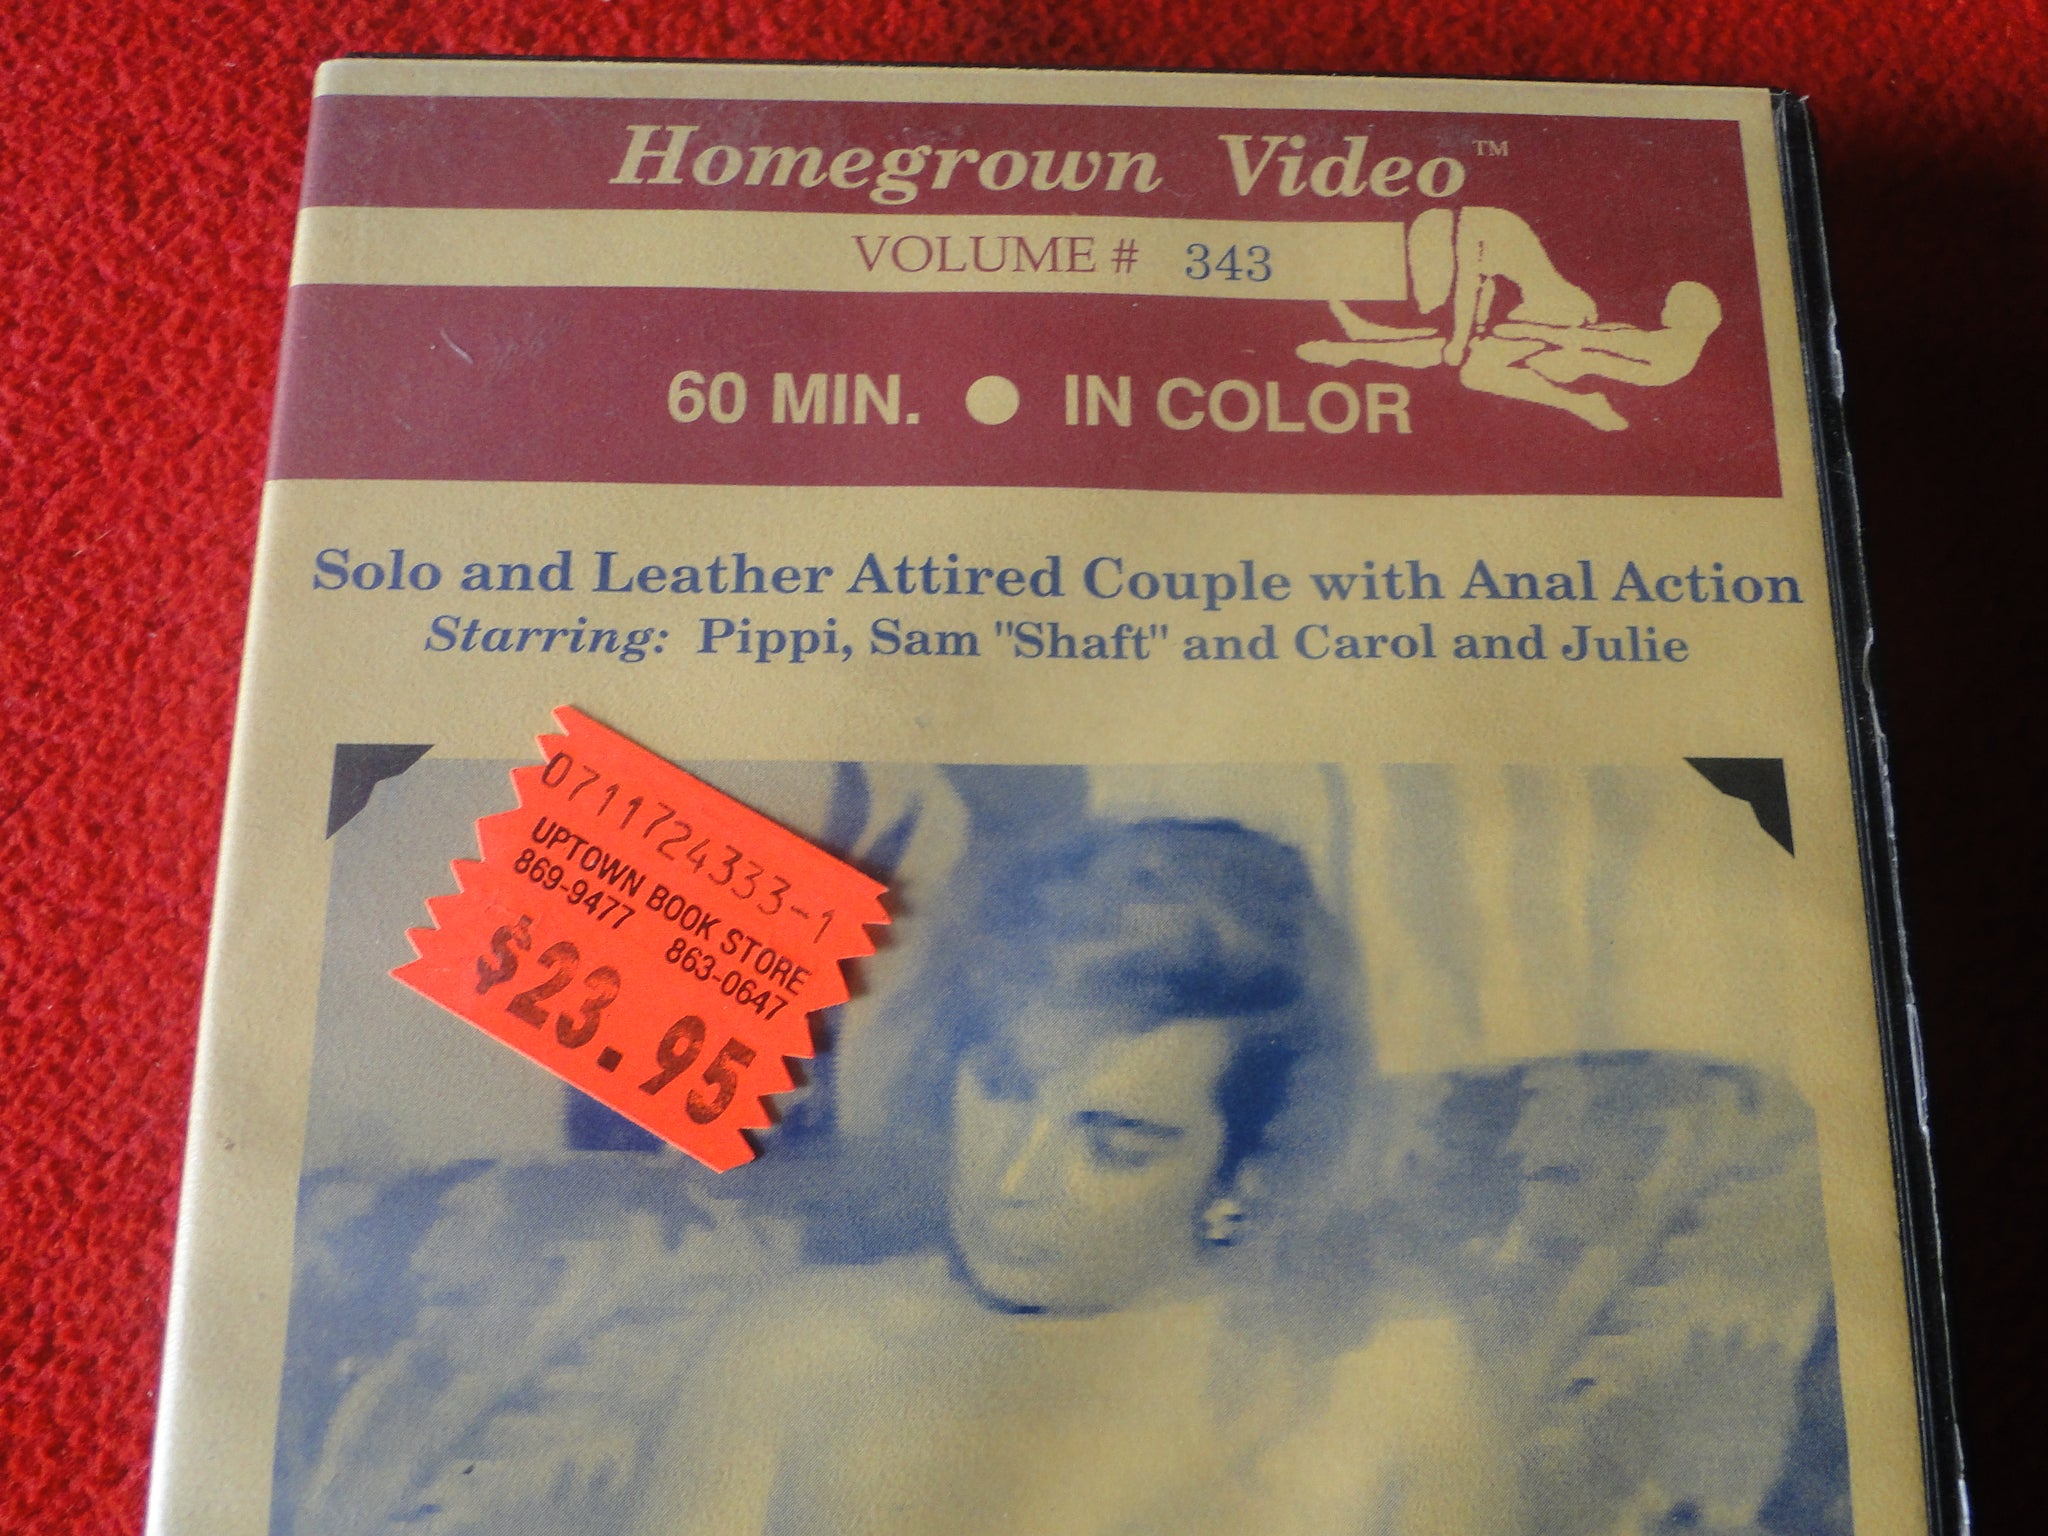 Homegrown Video™
VOLUME # 343
60 MIN. ● IN COLOR
Solo and Leather Attired Couple with Anal Action
Starring: Pippi, Sam "Shaft" and Carol and Julie
0711724333-1
UPTOWN BOOK STORE
869-9477 863-0647
$23.95